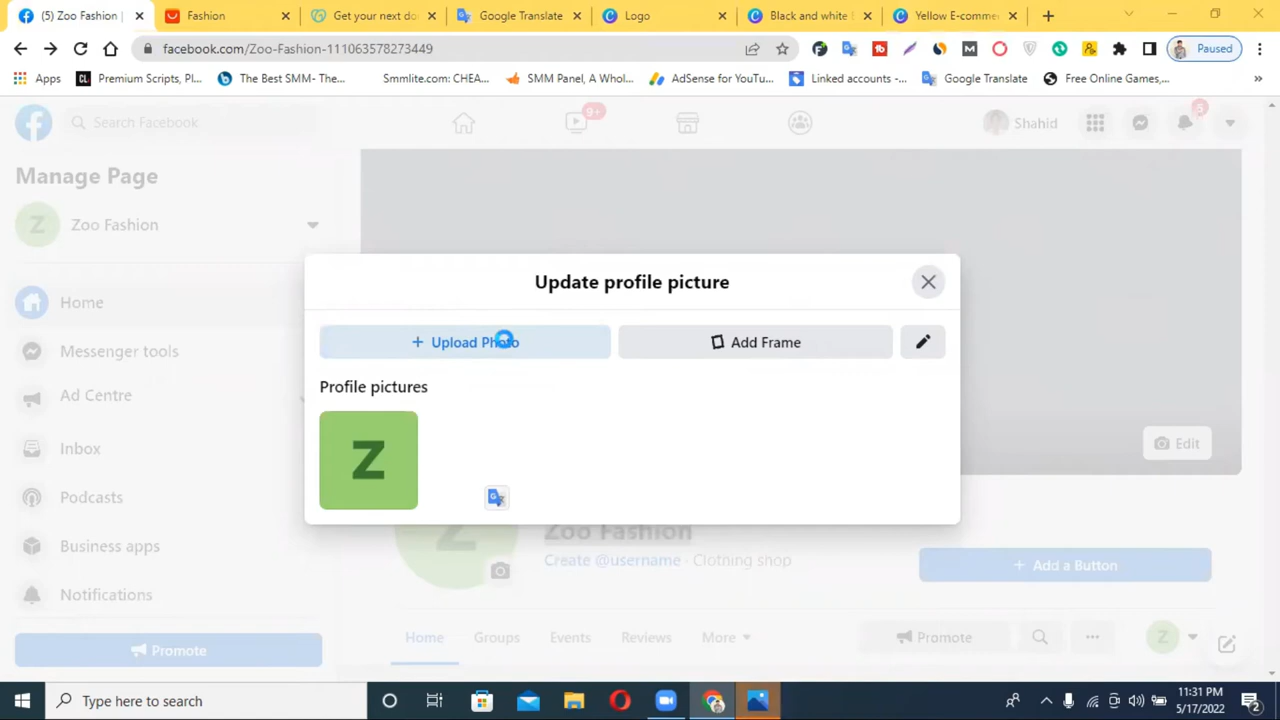 (5) Zoo Fashion
Fashion
Get your next do
Google Translate
Logo
Black and white E
Yellow E-comme
facebook.com/Zoo-Fashion-111063578273449
Paused
Apps
Premium Scripts, Pl...
The Best SMM- The...
Smmlite.com: CHEA...
SMM Panel, A Whol...
AdSense for YouTu...
Linked accounts -...
Google Translate
Free Online Games,...
Search Facebook
9+
Shahid
5
Manage Page
Z
Zoo Fashion
Home
Messenger tools
Ad Centre
Inbox
Podcasts
Business apps
Notifications
Promote
Update profile picture
+ Upload Photo
Add Frame
Profile pictures
Z
Edit
Zoo Fashion
Create @username · Clothing shop
+ Add a Button
Home
Groups
Events
Reviews
More
Promote
Z
Type here to search
11:31 PM
5/17/2022
2